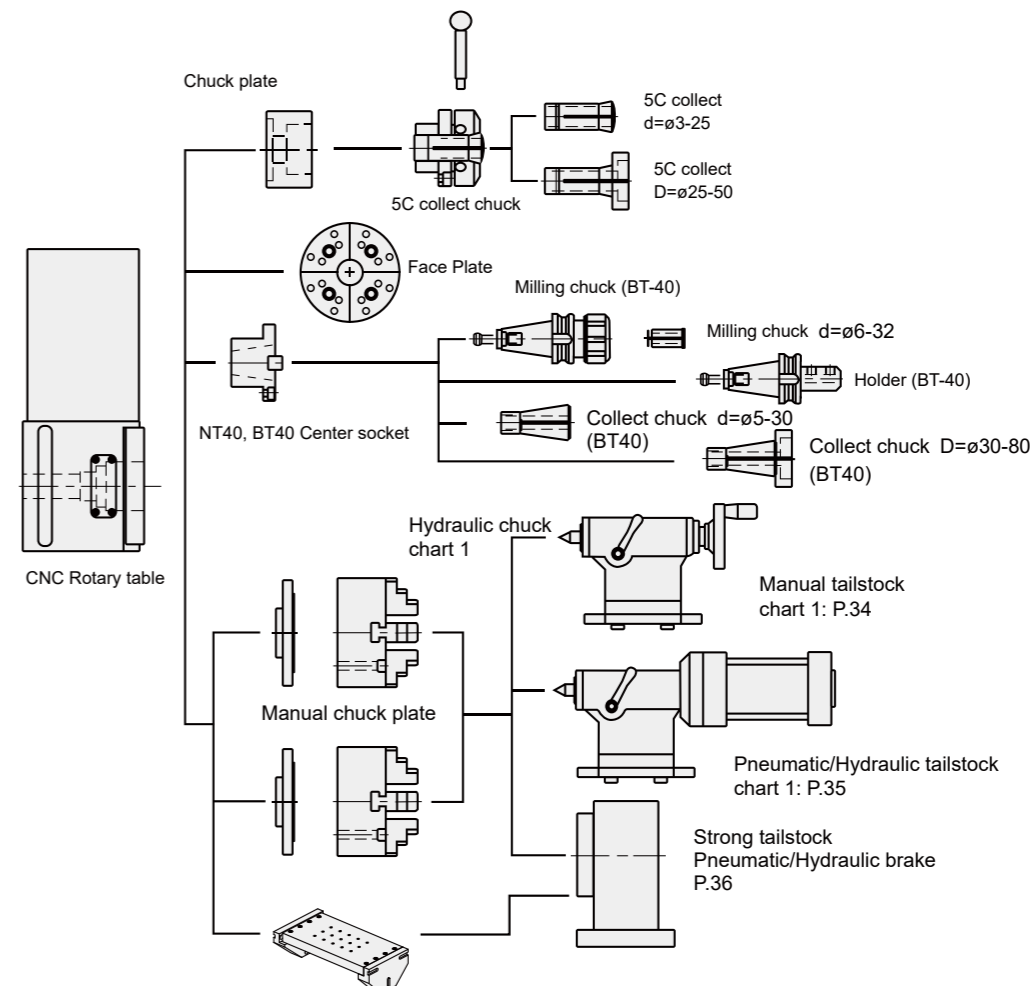 Chuck plate
5C collect
d=ø3-25
5C collect
D=ø25-50
5C collect chuck
Face Plate
Milling chuck (BT-40)
Milling chuck d=ø6-32
Holder (BT-40)
NT40, BT40 Center socket
Collect chuck d=ø5-30
(BT40)
Collect chuck D=ø30-80
(BT40)
CNC Rotary table
Hydraulic chuck
chart 1
Manual tailstock
chart 1: P.34
Manual chuck plate
Pneumatic/Hydraulic tailstock
chart 1: P.35
Strong tailstock
Pneumatic/Hydraulic brake
P.36